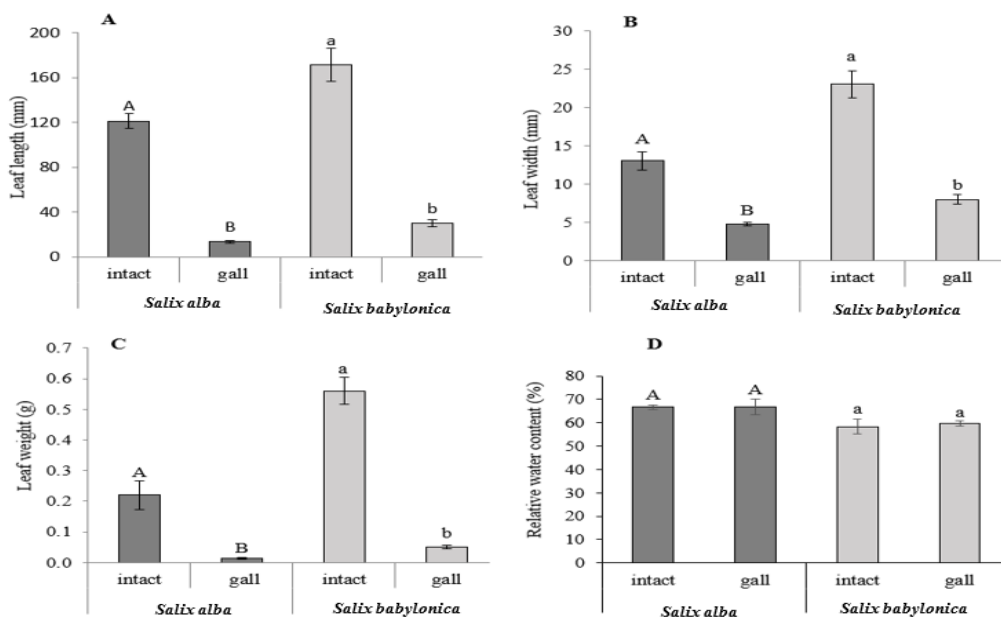 A
Leaf length (mm)
200
160
120
80
40
0
A
B
a
b
intact gall intact gall
Salix alba Salix babylonica
B
Leaf width (mm)
30
25
20
15
10
5
0
A
B
a
b
intact gall intact gall
Salix alba Salix babylonica
C
Leaf weight (g)
0.7
0.6
0.5
0.4
0.3
0.2
0.1
0.0
A
B
a
b
intact gall intact gall
Salix alba Salix babylonica
D
Relative water content (%)
80
70
60
50
40
30
20
10
0
A
A
a
a
intact gall intact gall
Salix alba Salix babylonica